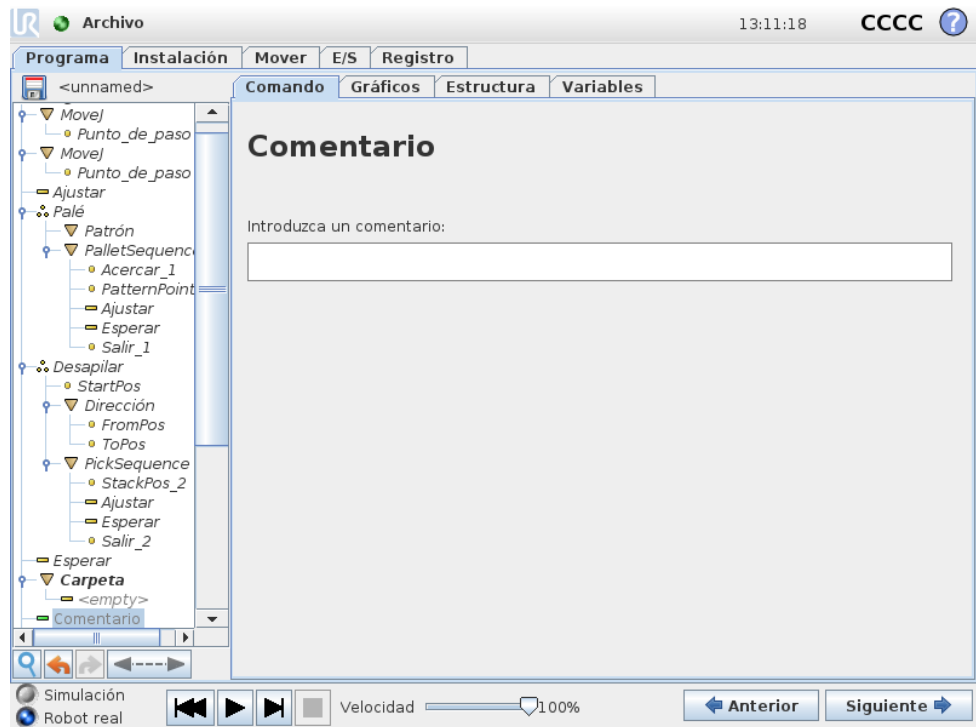 UR Archivo 13:11:18 CCCC ?
Programa Instalación Mover E/S Registro
<unnamed> Comando Gráficos Estructura Variables
MoveJ
Punto_de_paso
MoveJ
Punto_de_paso
Ajustar
Palé
Patrón
PalletSequenc
Acercar_1
PatternPoint
Ajustar
Esperar
Salir_1
Desapilar
StartPos
Dirección
FromPos
ToPos
PickSequence
StackPos_2
Ajustar
Esperar
Salir_2
Esperar
Carpeta
<empty>
Comentario
Comentario
Introduzca un comentario:
Simulación
Robot real
Velocidad 100%
Anterior Siguiente